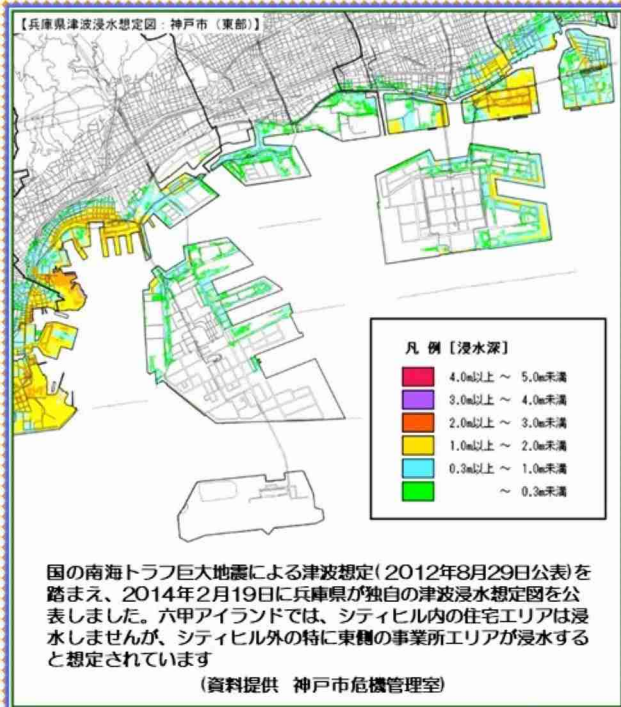 【兵庫県津波浸水想定図：神戸市（東部）】
凡 例［浸水深］
4.0m以上 ～ 5.0m未満
3.0m以上 ～ 4.0m未満
2.0m以上 ～ 3.0m未満
1.0m以上 ～ 2.0m未満
0.3m以上 ～ 1.0m未満
～ 0.3m未満
国の南海トラフ巨大地震による津波想定(2012年8月29日公表)を
踏まえ、2014年2月19日に兵庫県が独自の津波浸水想定図を公
表しました。六甲アイランドでは、シティヒル内の住宅エリアは浸
水しませんが、シティヒル外の特に東側の事業所エリアが浸水する
と想定されています
(資料提供 神戸市危機管理室)